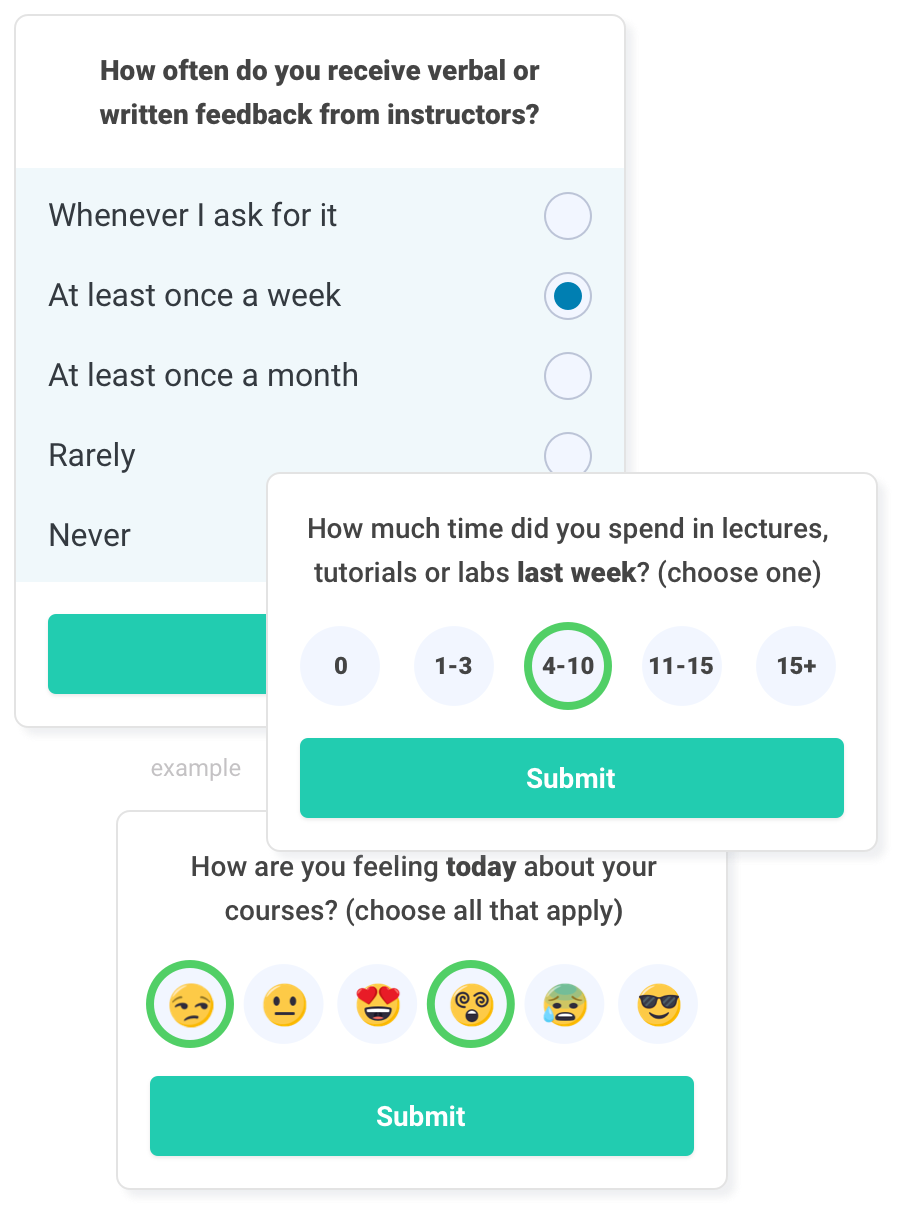 How often do you receive verbal or
written feedback from instructors?
Whenever I ask for it
At least once a week
At least once a month
Rarely
Never
How much time did you spend in lectures,
tutorials or labs last week? (choose one)
0
1-3
4-10
11-15
15+
Submit
example
How are you feeling today about your
courses? (choose all that apply)
Submit